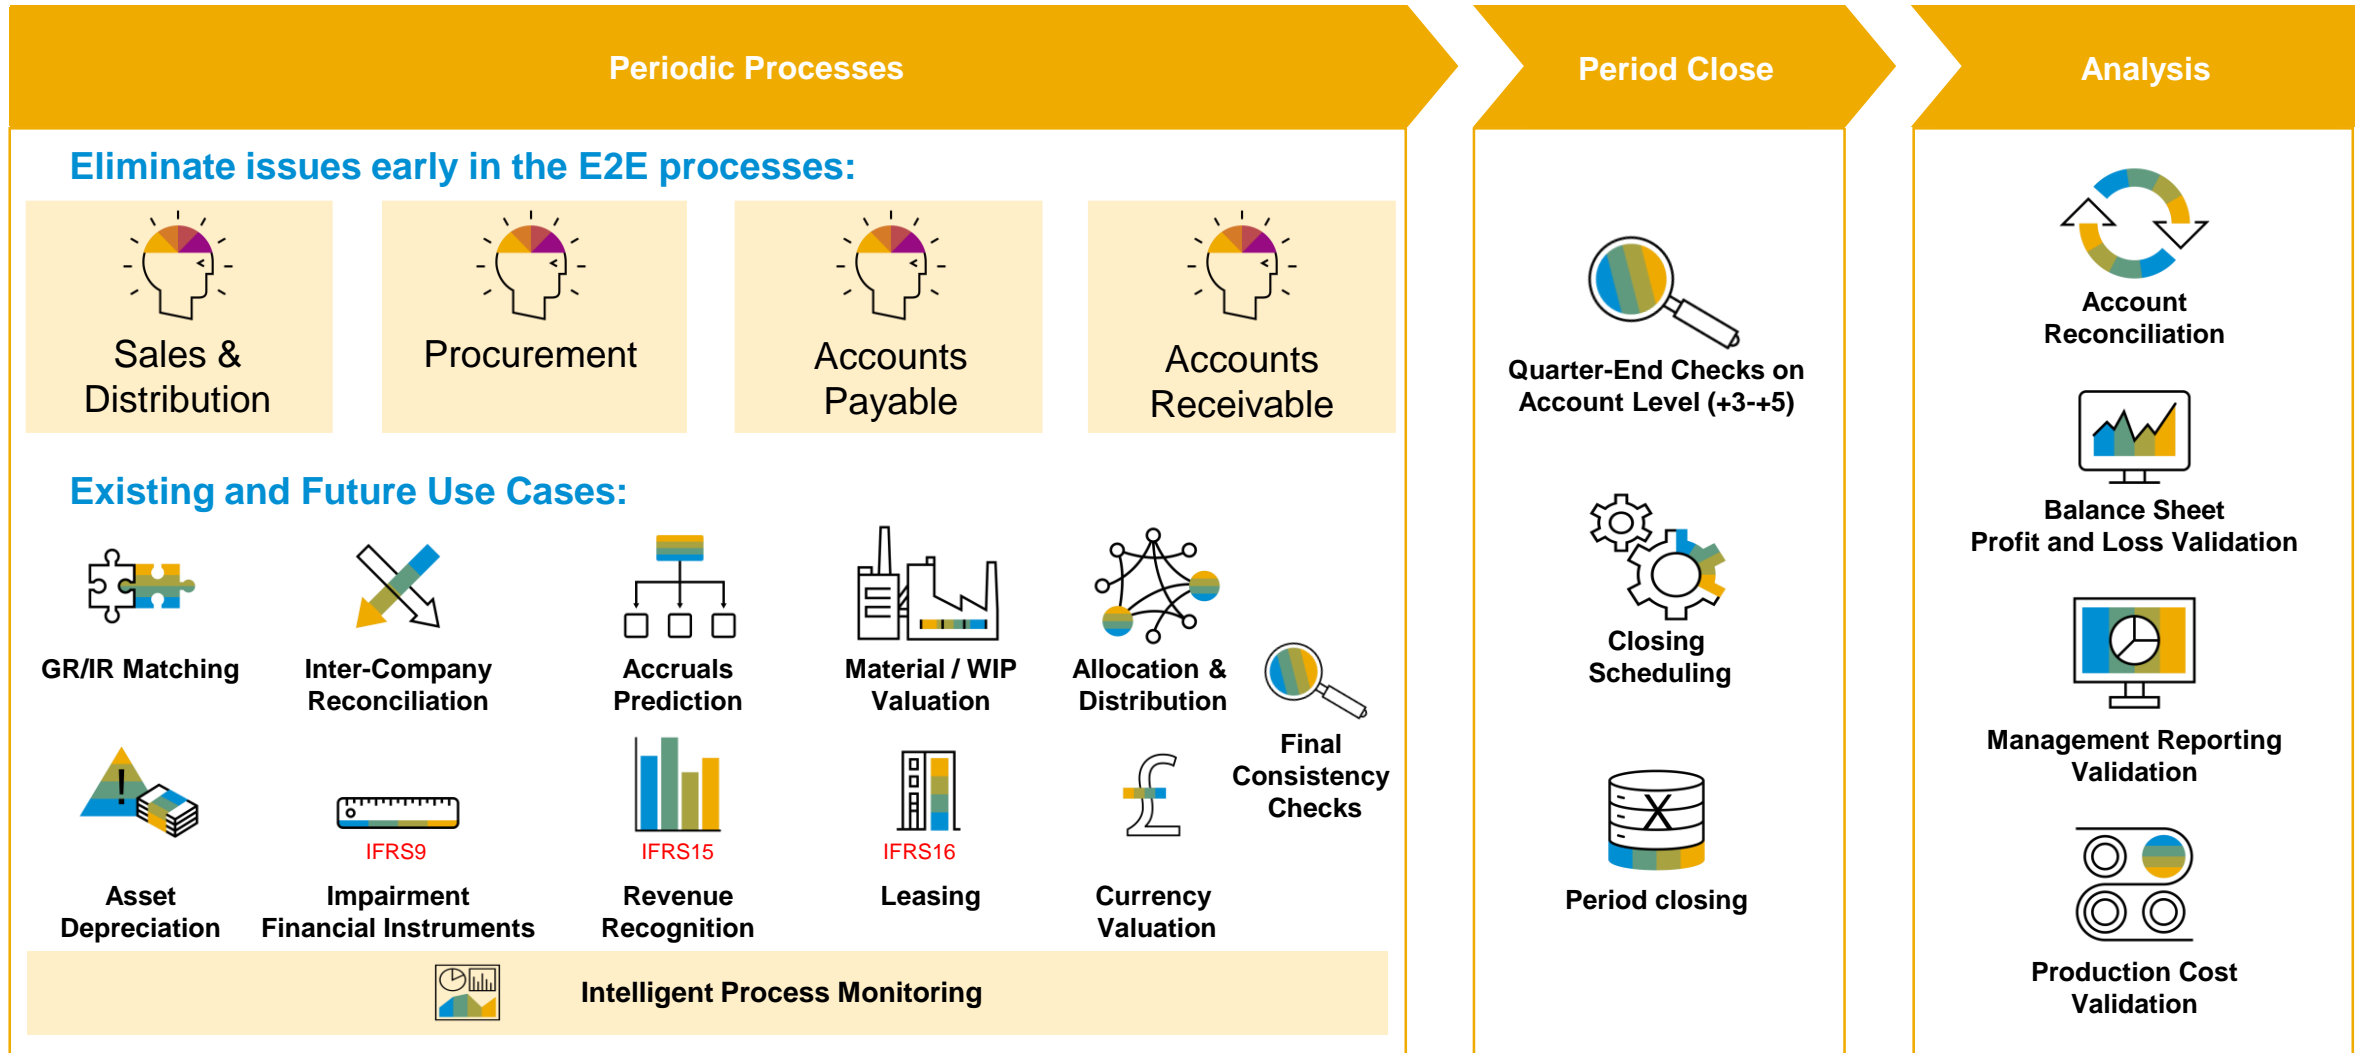 Periodic Processes
Period Close
Analysis
Eliminate issues early in the E2E processes:
Sales &
Distribution
Procurement
Accounts
Payable
Accounts
Receivable
Existing and Future Use Cases:
GR/IR Matching
Inter-Company
Reconciliation
Accruals
Prediction
Material / WIP
Valuation
Allocation &
Distribution
Final
Consistency
Checks
!
Asset
Depreciation
IFRS9
Impairment
Financial Instruments
IFRS15
Revenue
Recognition
IFRS16
Leasing
£
Currency
Valuation
Intelligent Process Monitoring
Quarter-End Checks on
Account Level (+3-+5)
Closing
Scheduling
X
Period closing
Account
Reconciliation
Balance Sheet
Profit and Loss Validation
Management Reporting
Validation
Production Cost
Validation